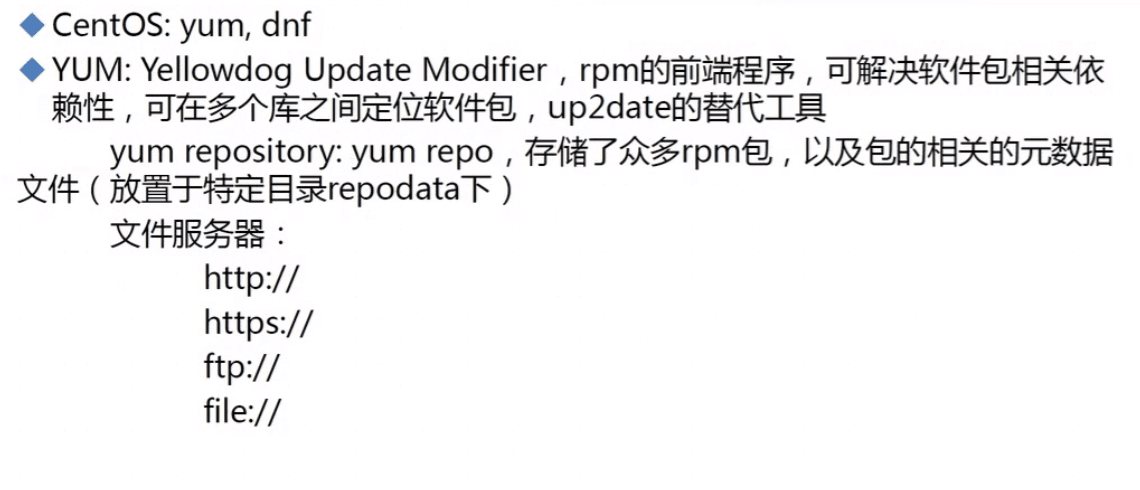 CentOS: yum, dnf
YUM: Yellowdog Update Modifier，rpm的前端程序，可解决软件包相关依
赖性，可在多个库之间定位软件包，up2date的替代工具
yum repository: yum repo，存储了众多rpm包，以及包的相关的元数据
文件（放置于特定目录repodata下）
文件服务器：
http://
https://
ftp://
file://